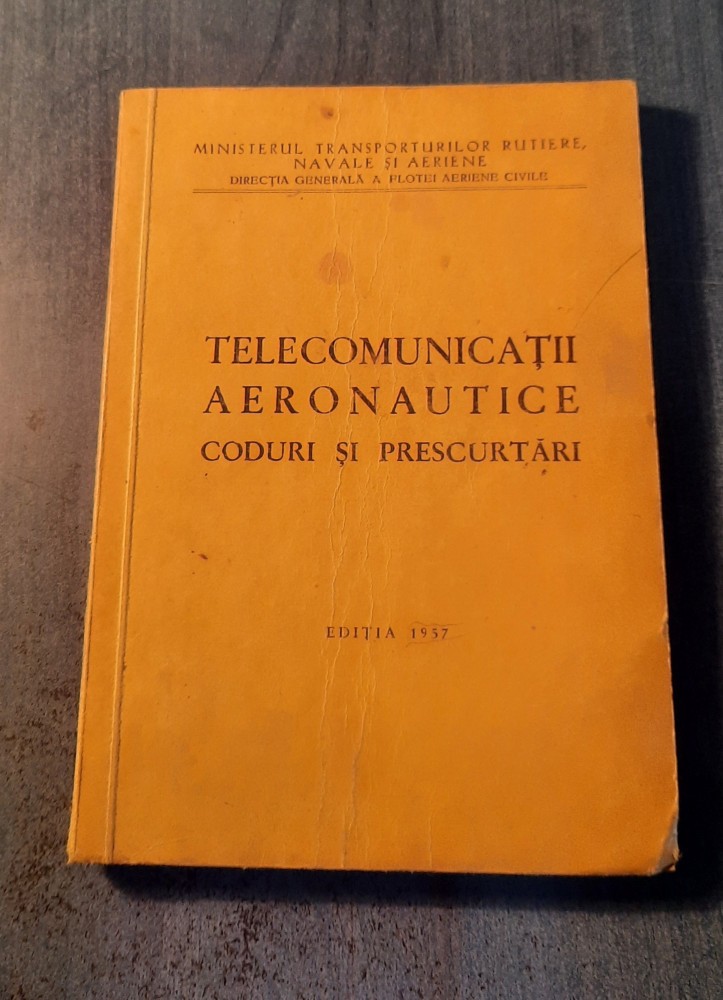 MINISTERUL TRANSPORTURILOR RUTIERE,
NAVALE ȘI AERIENE
DIRECȚIA GENERALĂ A FLOTEI AERIENE CIVILE
TELECOMUNICAȚII
AERONAUTICE
CODURI ȘI PRESCURTĂRI
EDIȚIA 1957